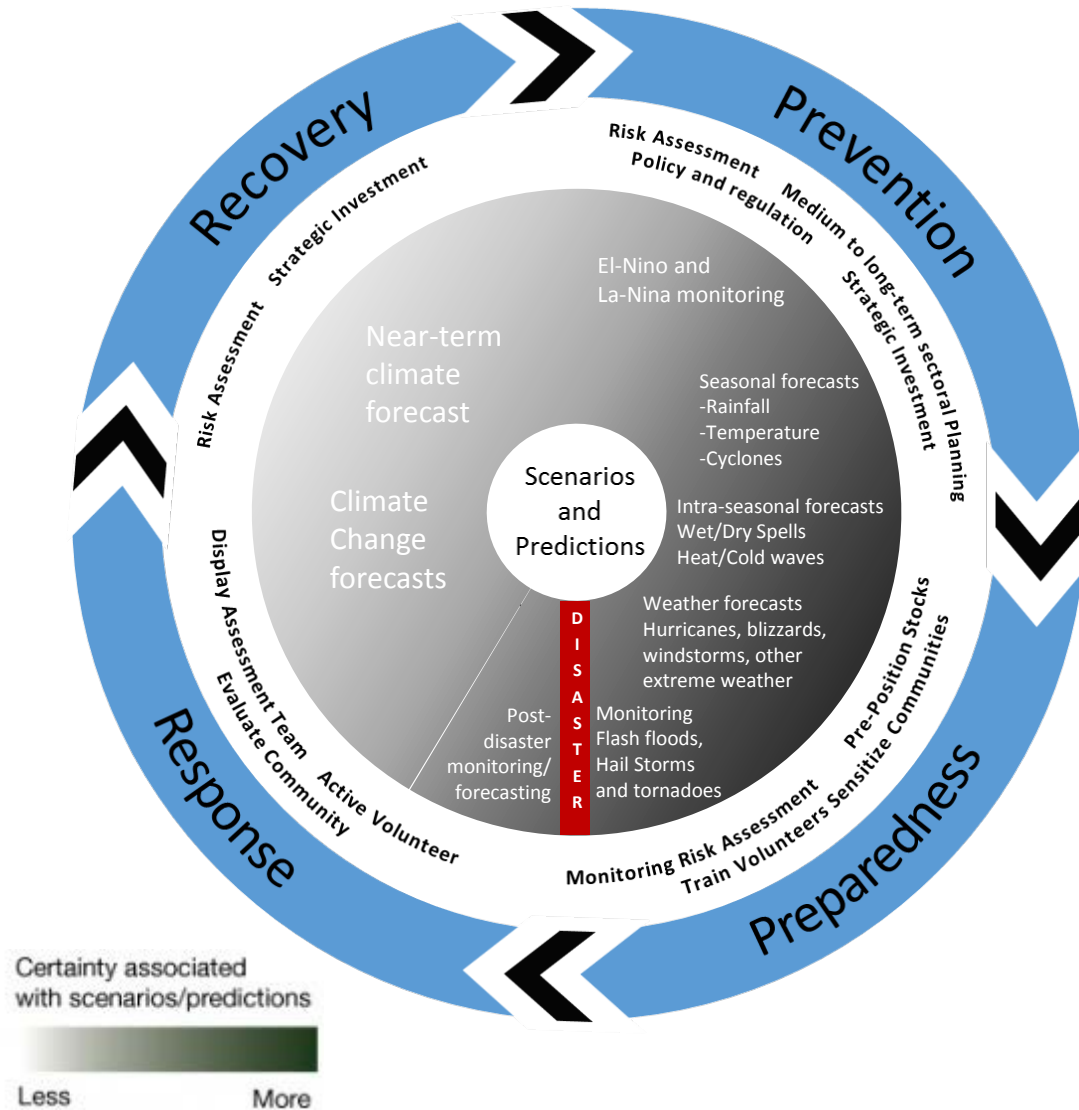 Recovery
Prevention
Risk Assessment
Strategic Investment
Risk Assessment
Policy and regulation
Medium to long-term sectoral Planning
Strategic Investment
El-Nino and
La-Nina monitoring
Near-term
climate
forecast
Seasonal forecasts
-Rainfall
-Temperature
-Cyclones
Scenarios
and
Predictions
Climate
Change
forecasts
Intra-seasonal forecasts
Wet/Dry Spells
Heat/Cold waves
Weather forecasts
Hurricanes, blizzards,
windstorms, other
extreme weather
DISASTER
Post-
disaster
monitoring/
forecasting
Monitoring
Flash floods,
Hail Storms
and tornadoes
Display Assessment Team
Active Volunteer
Evaluate Community
Pre-Position Stocks
Monitoring Risk Assessment
Train Volunteers Sensitize Communities
Response
Preparedness
Certainty associated
with scenarios/predictions
Less More